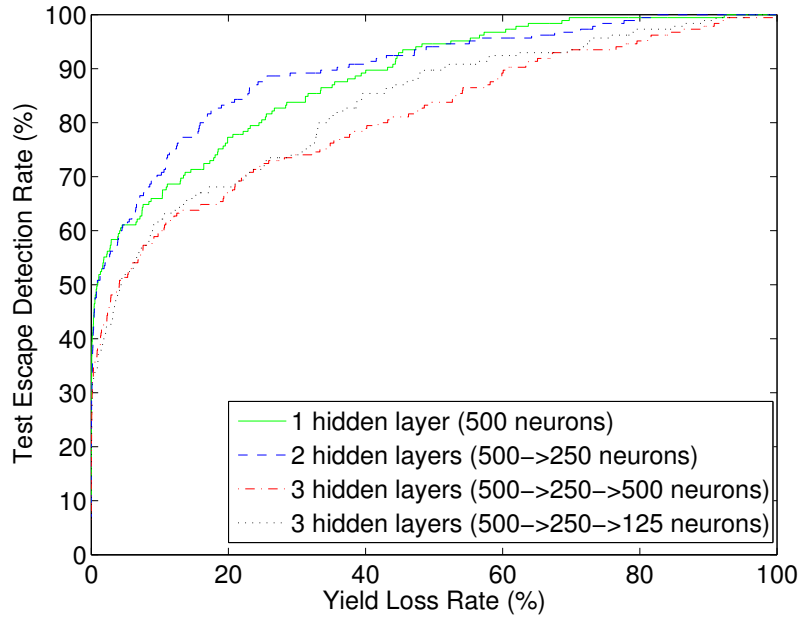 100
90
80
70
60
50
40
30
20
10
0
Test Escape Detection Rate (%)
1 hidden layer (500 neurons)
2 hidden layers (500->250 neurons)
3 hidden layers (500->250->500 neurons)
3 hidden layers (500->250->125 neurons)
0 20 40 60 80 100
Yield Loss Rate (%)